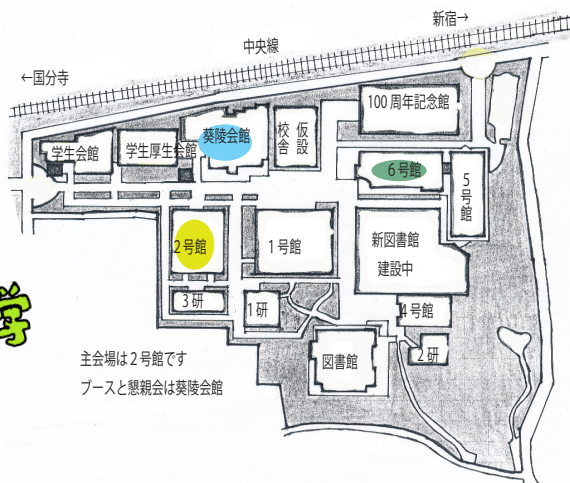 新宿→
中央線
←国分寺
100周年記念館
葵陵会館
仮設
校舎
学生会館
学生厚生会館
6号館
5号館
2号館
1号館
新図書館
建設中
3研
1研
4号館
学
図書館
2研
主会場は2号館です
ブースと懇親会は葵陵会館